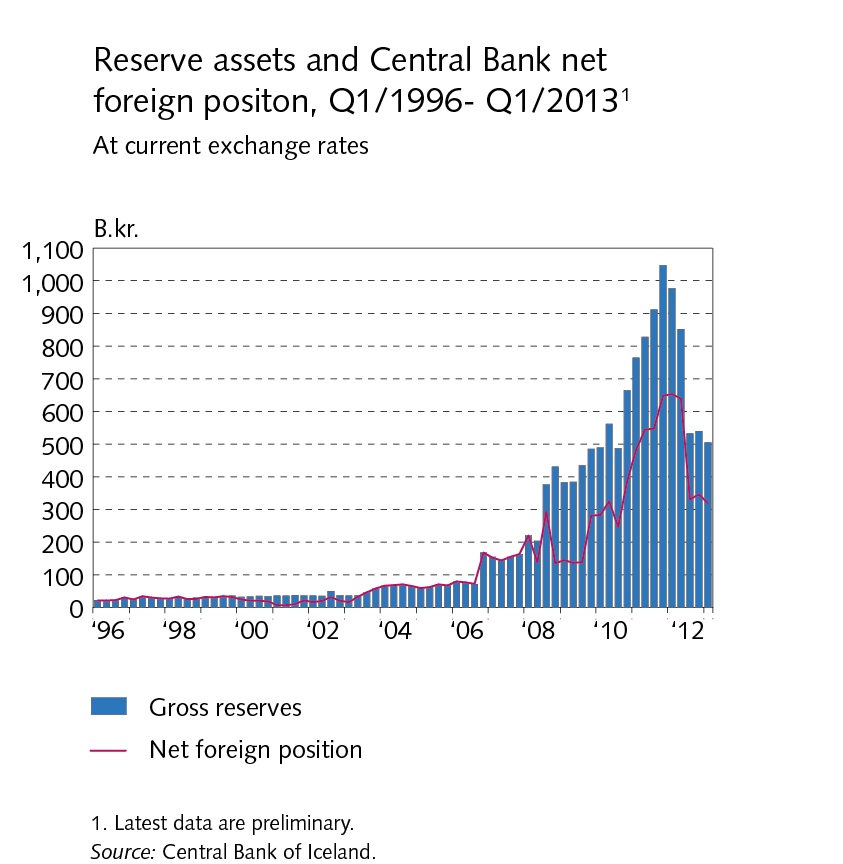 Reserve assets and Central Bank net
foreign positon, Q1/1996- Q1/2013¹
At current exchange rates
B.kr.
1,100
1,000
900
800
700
600
500
400
300
200
100
0
‘96 ‘98 ‘00 ‘02 ‘04 ‘06 ‘08 ‘10 ‘12
Gross reserves
Net foreign position
1. Latest data are preliminary.
Source: Central Bank of Iceland.